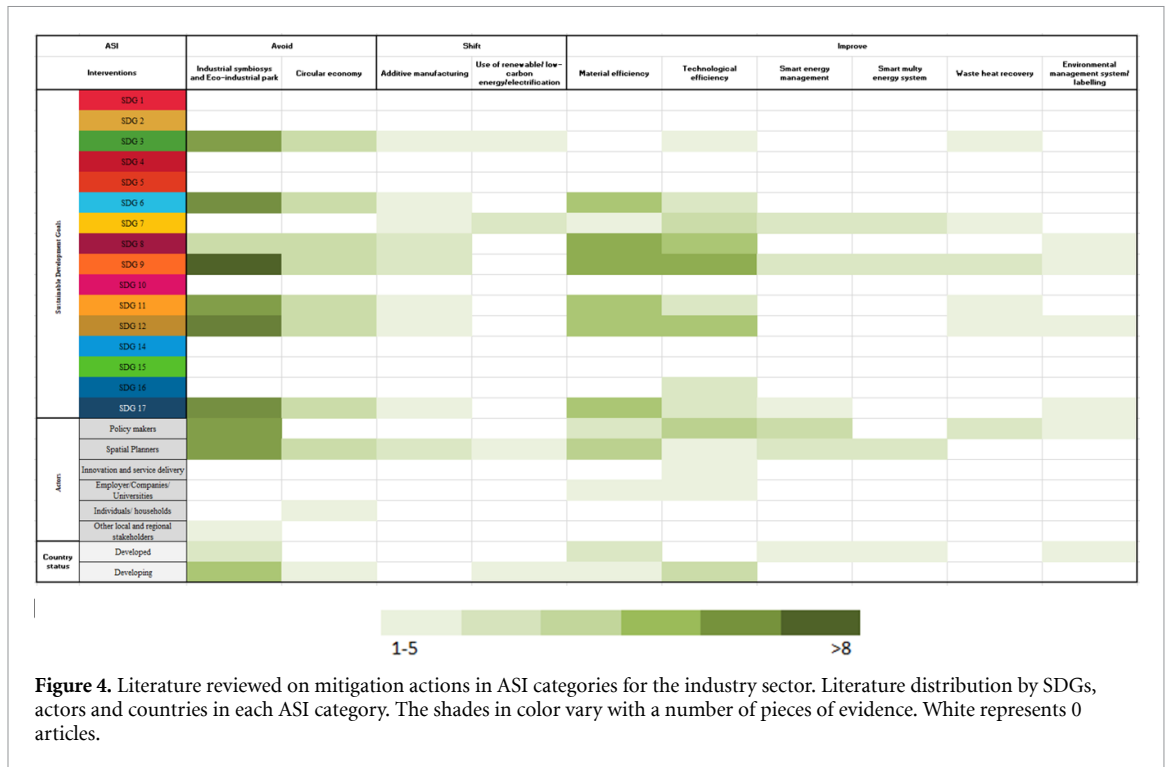 ASI
Avoid
Shift
Improve
Interventions
Industrial symbiosys
and Eco-industrial park
Circular economy
Additive manufacturing
Use of renewable/ low-
carbon
energy/electrification
Material efficiency
Technological
efficiency
Smart energy
management
Smart multy
energy system
Waste heat recovery
Environmental
management system/
labelling
Sustainable Development Goals
SDG 1
SDG 2
SDG 3
SDG 4
SDG 5
SDG 6
SDG 7
SDG 8
SDG 9
SDG 10
SDG 11
SDG 12
SDG 14
SDG 15
SDG 16
SDG 17
Actors
Policy makers
Spatial Planners
Innovation and service delivery
Employer/Companies/
Universities
Individuals/ households
Other local and regional
stakeholders
Country
status
Developed
Developing
1-5
>8
Figure 4. Literature reviewed on mitigation actions in ASI categories for the industry sector. Literature distribution by SDGs,
actors and countries in each ASI category. The shades in color vary with a number of pieces of evidence. White represents 0
articles.